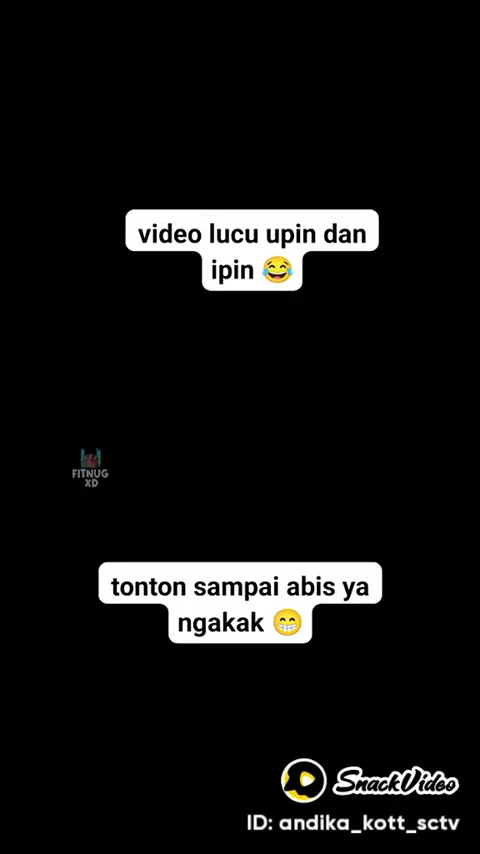 video lucu upin dan
ipin 😂
FITNUG
XD
tonton sampai abis ya
ngakak 😁
SnackVideo
ID: andika_kott_sctv